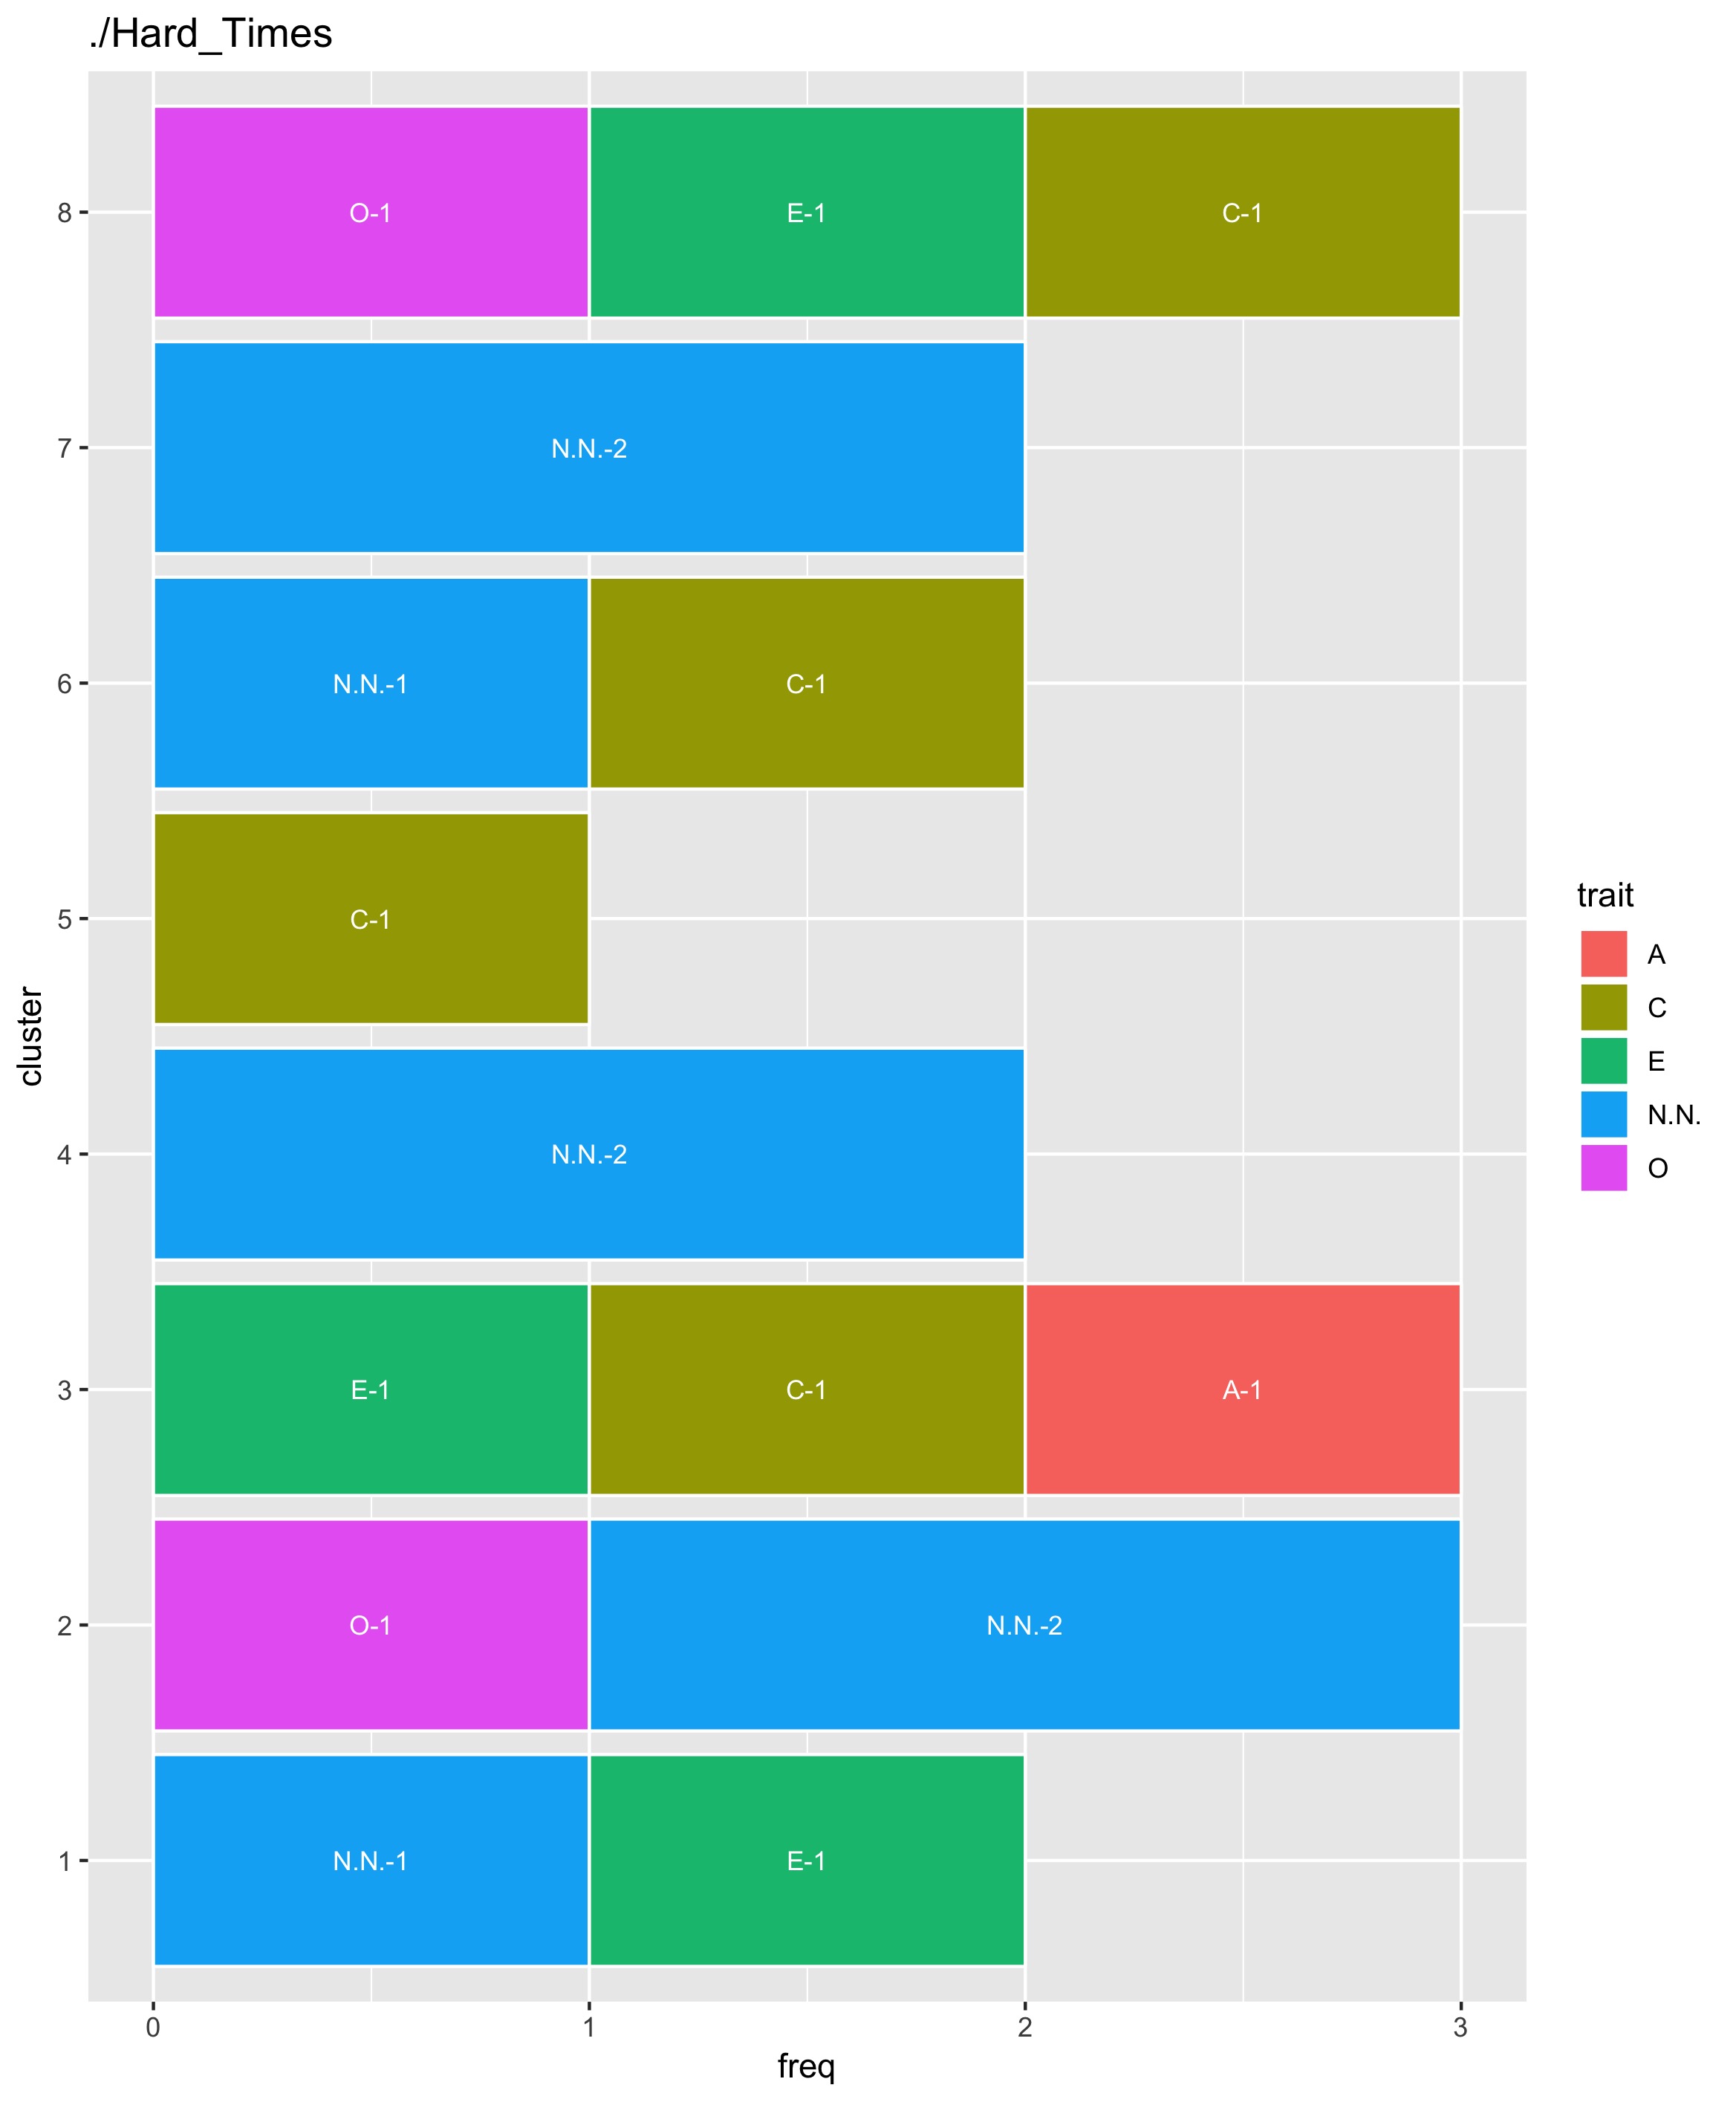 ./Hard_Times
8
O-1
E-1
C-1
7
N.N.-2
6
N.N.-1
C-1
5
C-1
4
N.N.-2
3
E-1
C-1
A-1
2
O-1
N.N.-2
1
N.N.-1
E-1
0
1
2
3
freq
cluster
trait
A
C
E
N.N.
O